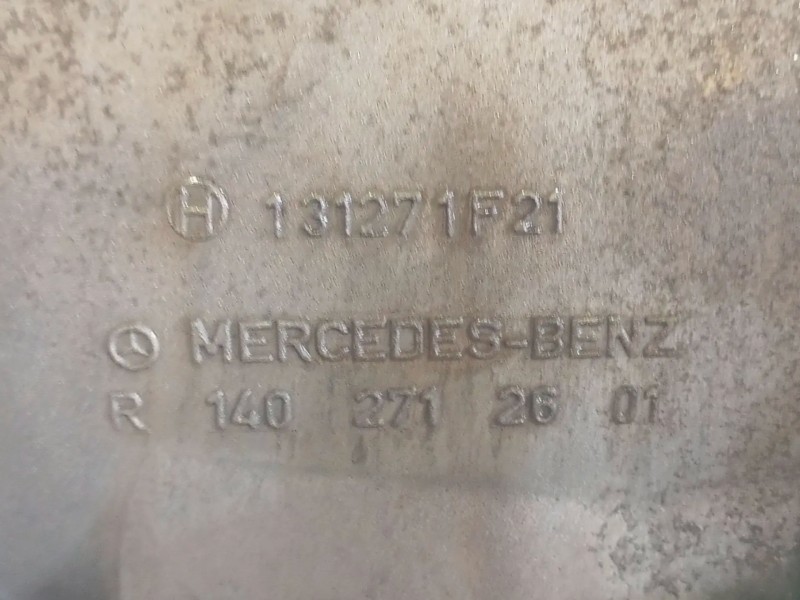 H 131271F21
MERCEDES-BENZ
R 140 271 26 01